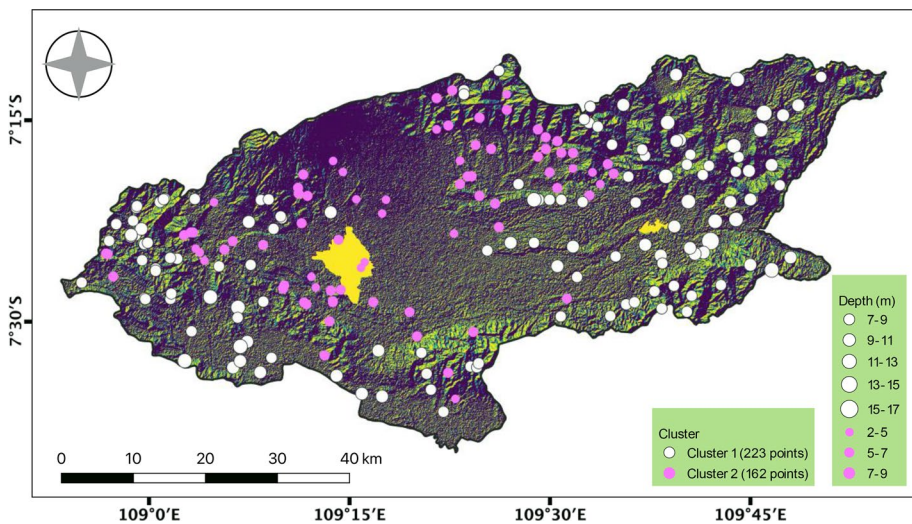 7°15'S
7°30'S
Depth (m)
7-9
9-11
11-13
13-15
15-17
2-5
5-7
7-9
Cluster
Cluster 1 (223 points)
Cluster 2 (162 points)
0 10 20 30 40 km
109°0'E 109°15'E 109°30'E 109°45'E